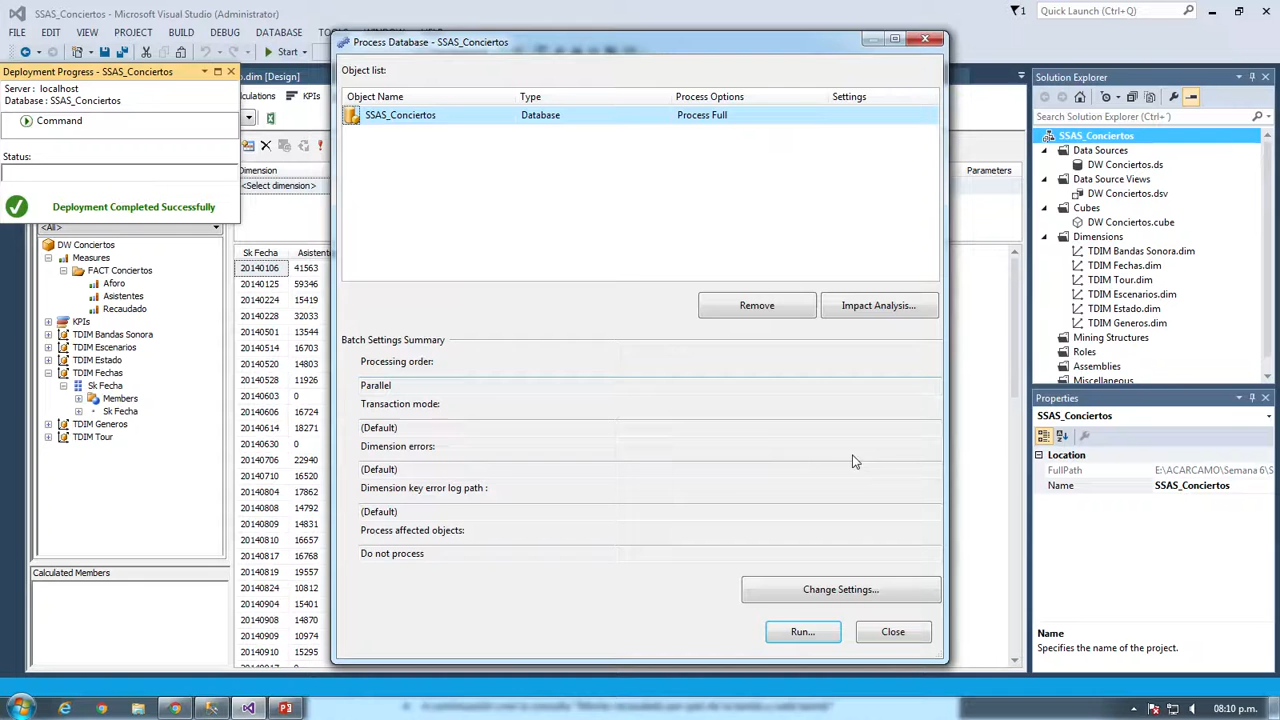 SSAS_Conciertos - Microsoft Visual Studio (Administrator)
1
Quick Launch (Ctrl+Q)
FILE EDIT VIEW PROJECT BUILD DEBUG DATABASE
Start
Deployment Progress - SSAS_Conciertos
Server : localhost
Database : SSAS_Conciertos
Command
Status:
Deployment Completed Successfully
.dim [Design]
KPIs
Dimension
<Select dimension>
Parameters
<All>
DW Conciertos
Measures
FACT Conciertos
Aforo
Asistentes
Recaudado
KPIs
TDIM Bandas Sonora
TDIM Escenarios
TDIM Estado
TDIM Fechas
Sk Fecha
Members
Sk Fecha
TDIM Generos
TDIM Tour
Calculated Members
Sk Fecha
20140106 41563
20140125 59346
20140224 15419
20140228 32033
20140501 13544
20140514 16703
20140520 14803
20140528 11926
20140603 0
20140606 16724
20140614 18271
20140630 0
20140706 22940
20140710 16520
20140804 17862
20140808 14792
20140809 14831
20140810 16657
20140817 16768
20140819 19557
20140824 10812
20140904 15401
20140908 14870
20140909 10974
20140910 15295
Process Database - SSAS_Conciertos
Object list:
Object Name Type Process Options Settings
SSAS_Conciertos Database Process Full
Remove
Impact Analysis...
Batch Settings Summary
Processing order:
Parallel
Transaction mode:
(Default)
Dimension errors:
(Default)
Dimension key error log path :
(Default)
Process affected objects:
Do not process
Change Settings...
Run...
Close
Solution Explorer
Search Solution Explorer (Ctrl+')
SSAS_Conciertos
Data Sources
DW Conciertos.ds
Data Source Views
DW Conciertos.dsv
Cubes
DW Conciertos.cube
Dimensions
TDIM Bandas Sonora.dim
TDIM Fechas.dim
TDIM Tour.dim
TDIM Escenarios.dim
TDIM Estado.dim
TDIM Generos.dim
Mining Structures
Roles
Assemblies
Miscellaneous
Properties
SSAS_Conciertos
Location
FullPath E:\ACARCAMO\Semana 6\S
Name SSAS_Conciertos
Name
Specifies the name of the project.
08:10 p.m.